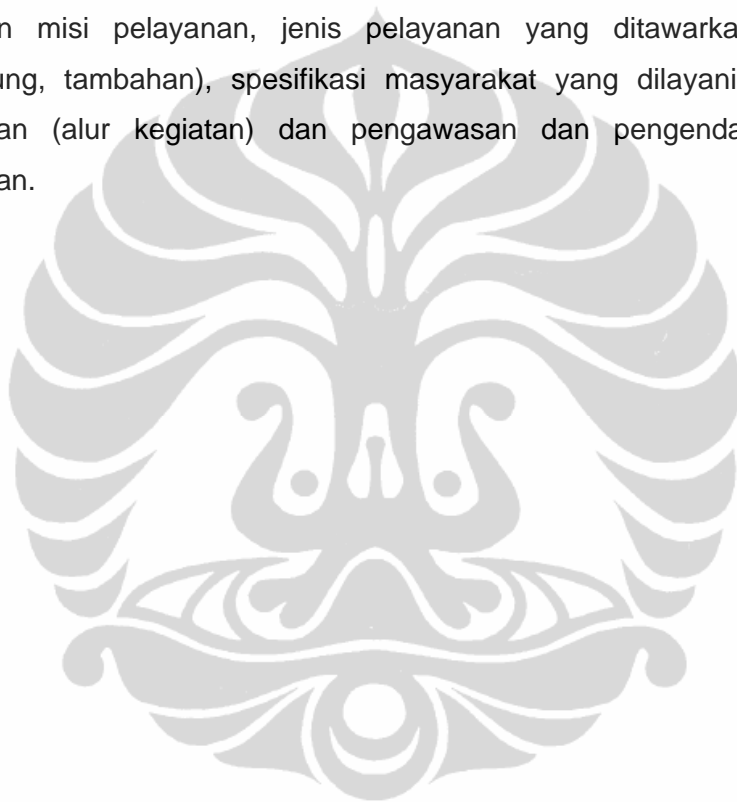 n misi pelayanan, jenis pelayanan yang ditawarka
ung, tambahan), spesifikasi masyarakat yang dilayani
an (alur kegiatan) dan pengawasan dan pengenda
an.